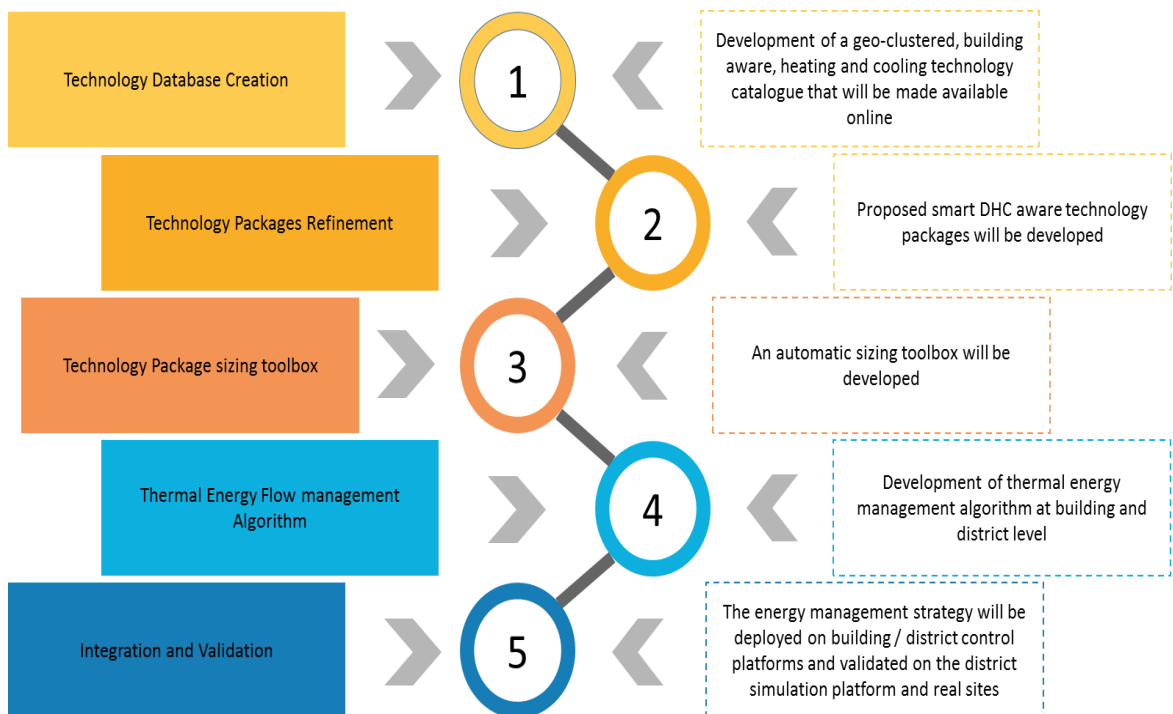 Technology Database Creation
1
Development of a geo-clustered, building
aware, heating and cooling technology
catalogue that will be made available
online
Technology Packages Refinement
2
Proposed smart DHC aware technology
packages will be developed
Technology Package sizing toolbox
3
An automatic sizing toolbox will be
developed
Thermal Energy Flow management
Algorithm
4
Development of thermal energy
management algorithm at building and
district level
Integration and Validation
5
The energy management strategy will be
deployed on building / district control
platforms and validated on the district
simulation platform and real sites